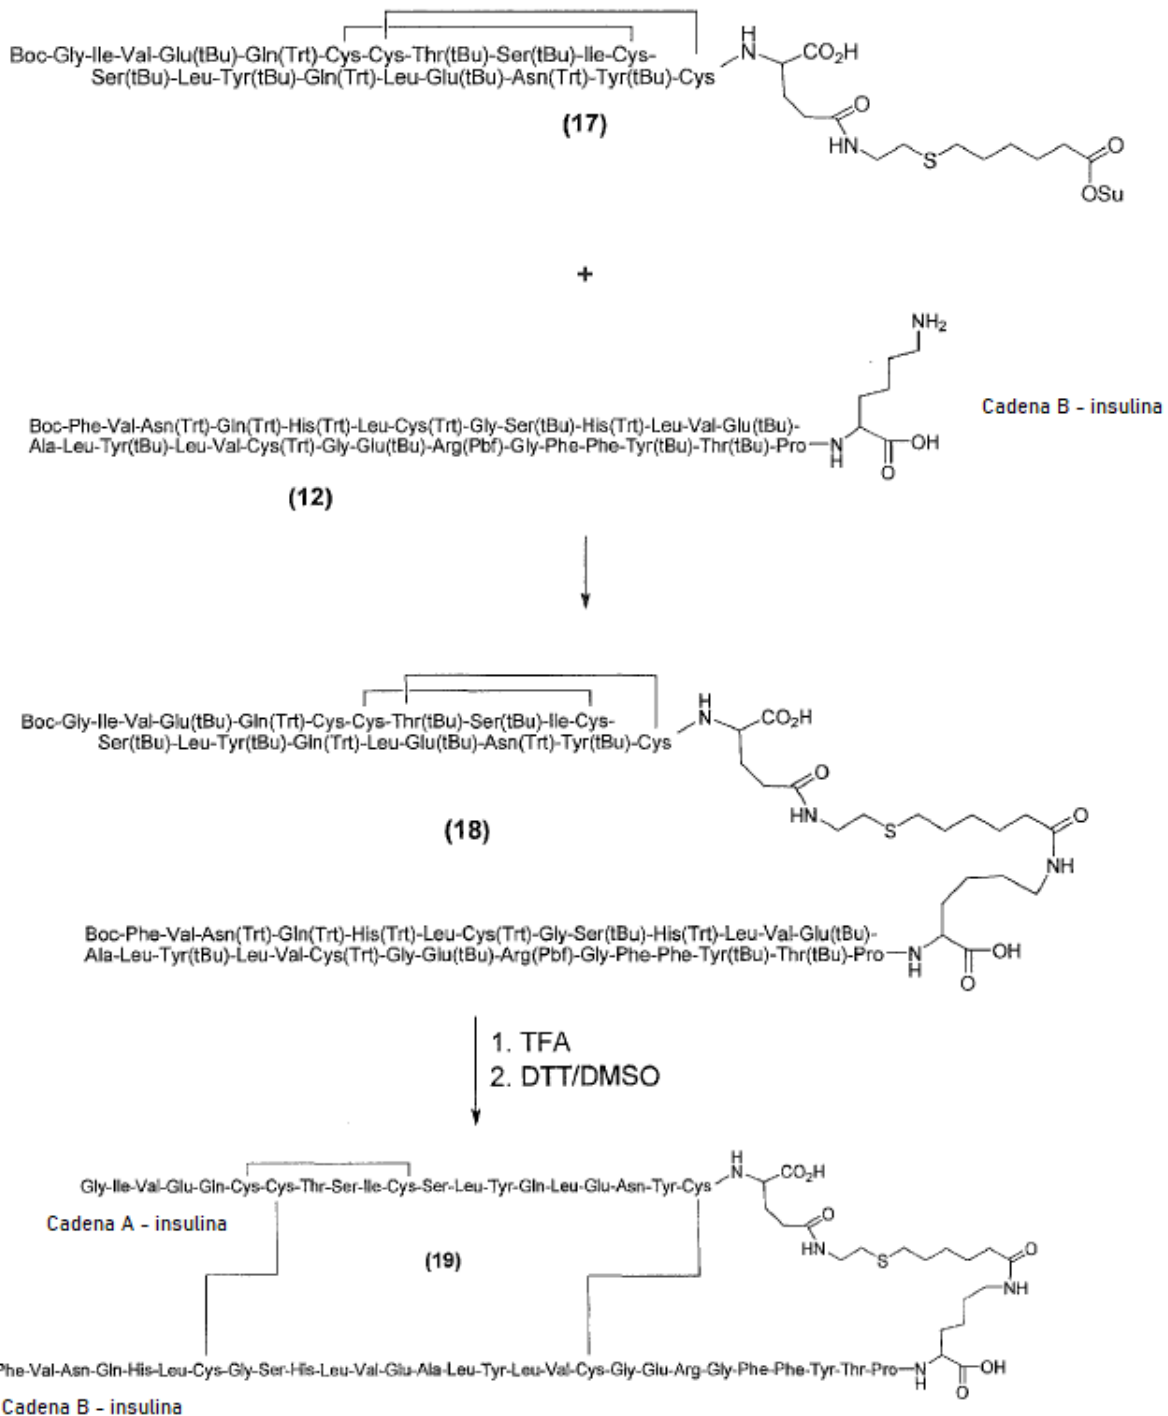 Boc-Gly-Ile-Val-Glu(tBu)-Gln(Trt)-Cys-Cys-Thr(tBu)-Ser(tBu)-Ile-Cys-
Ser(tBu)-Leu-Tyr(tBu)-Gln(Trt)-Leu-Glu(tBu)-Asn(Trt)-Tyr(tBu)-Cys
H
N
CO₂H
O
HN
S
O
OSu
(17)
+
NH₂
Cadena B - insulina
Boc-Phe-Val-Asn(Trt)-Gln(Trt)-His(Trt)-Leu-Cys(Trt)-Gly-Ser(tBu)-His(Trt)-Leu-Val-Glu(tBu)-
Ala-Leu-Tyr(tBu)-Leu-Val-Cys(Trt)-Gly-Glu(tBu)-Arg(Pbf)-Gly-Phe-Phe-Tyr(tBu)-Thr(tBu)-Pro
N
H
OH
O
(12)
Boc-Gly-Ile-Val-Glu(tBu)-Gln(Trt)-Cys-Cys-Thr(tBu)-Ser(tBu)-Ile-Cys-
Ser(tBu)-Leu-Tyr(tBu)-Gln(Trt)-Leu-Glu(tBu)-Asn(Trt)-Tyr(tBu)-Cys
H
N
CO₂H
O
HN
S
O
NH
(18)
Boc-Phe-Val-Asn(Trt)-Gln(Trt)-His(Trt)-Leu-Cys(Trt)-Gly-Ser(tBu)-His(Trt)-Leu-Val-Glu(tBu)-
Ala-Leu-Tyr(tBu)-Leu-Val-Cys(Trt)-Gly-Glu(tBu)-Arg(Pbf)-Gly-Phe-Phe-Tyr(tBu)-Thr(tBu)-Pro
N
H
OH
O
1. TFA
2. DTT/DMSO
Gly-Ile-Val-Glu-Gln-Cys-Cys-Thr-Ser-Ile-Cys-Ser-Leu-Tyr-Gln-Leu-Glu-Asn-Tyr-Cys
H
N
CO₂H
Cadena A - insulina
O
HN
S
O
NH
(19)
Phe-Val-Asn-Gln-His-Leu-Cys-Gly-Ser-His-Leu-Val-Glu-Ala-Leu-Tyr-Leu-Val-Cys-Gly-Glu-Arg-Gly-Phe-Phe-Tyr-Thr-Pro
N
H
OH
O
Cadena B - insulina